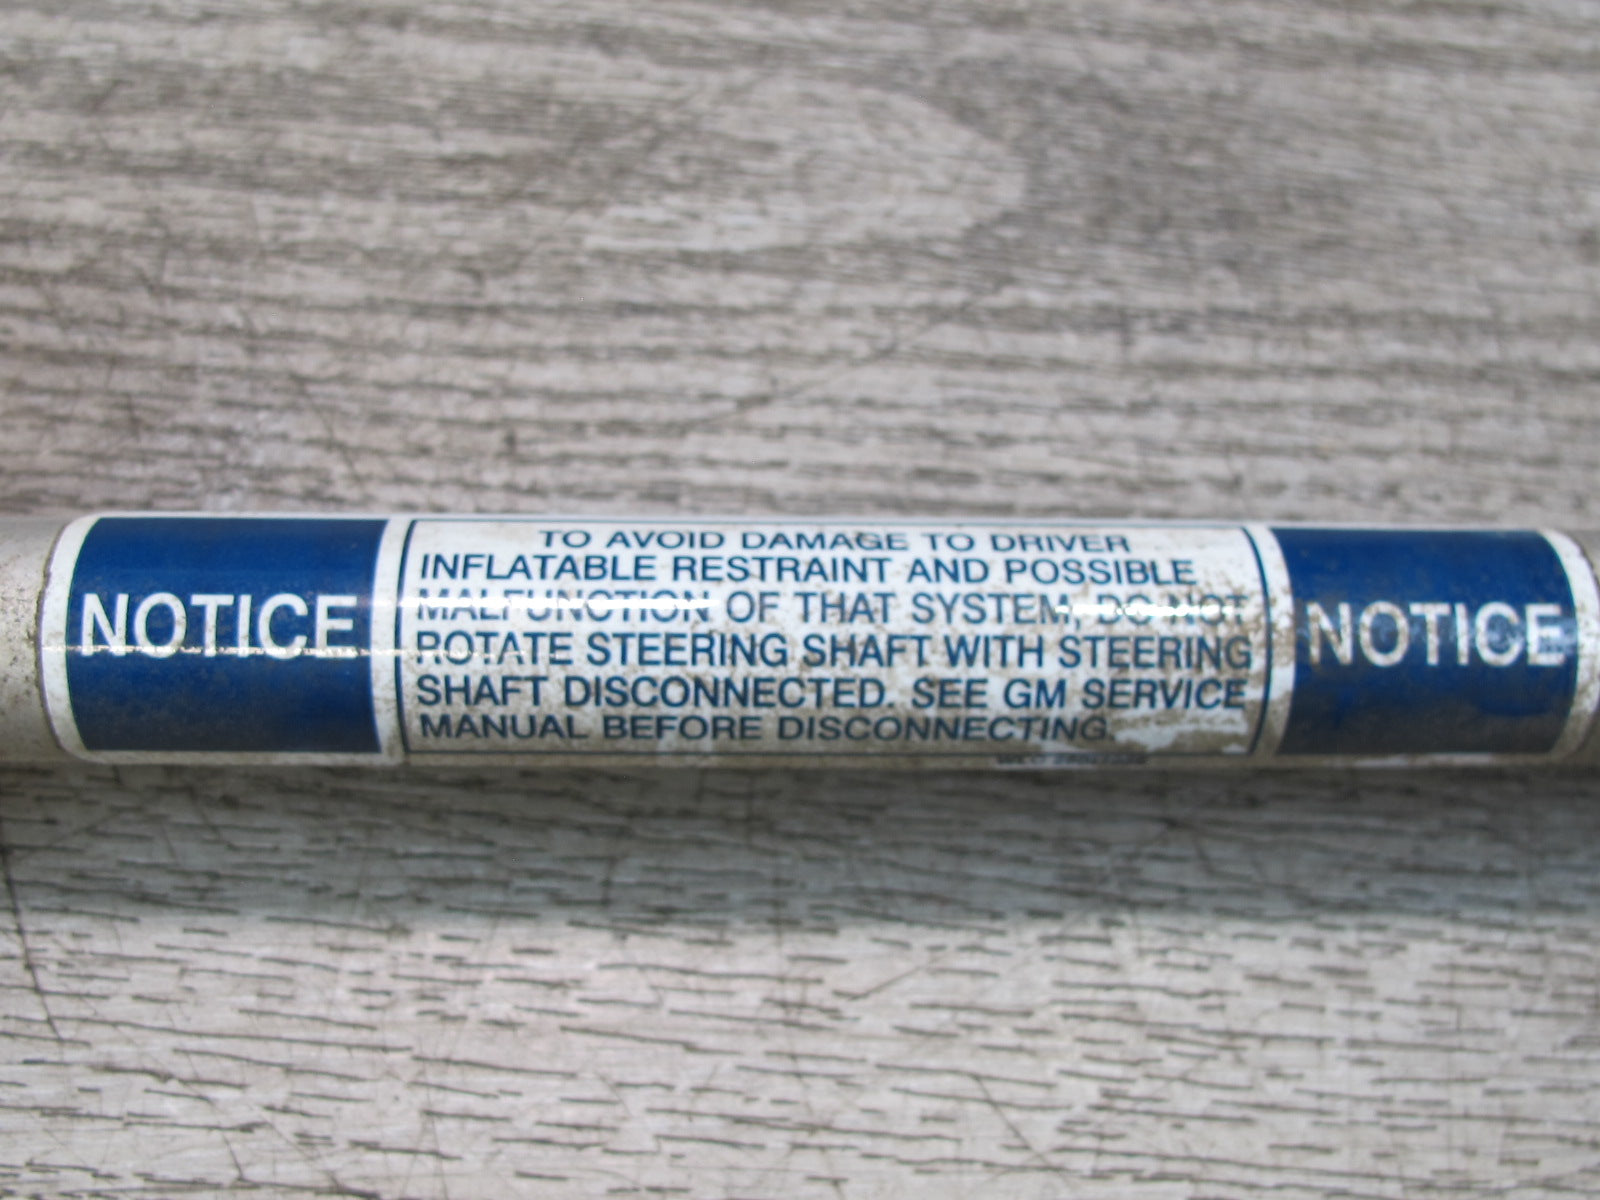 NOTICE
TO AVOID DAMAGE TO DRIVER
INFLATABLE RESTRAINT AND POSSIBLE
MALFUNCTION OF THAT SYSTEM, DO NOT
ROTATE STEERING SHAFT WITH STEERING
SHAFT DISCONNECTED. SEE GM SERVICE
MANUAL BEFORE DISCONNECTING.
NOTICE